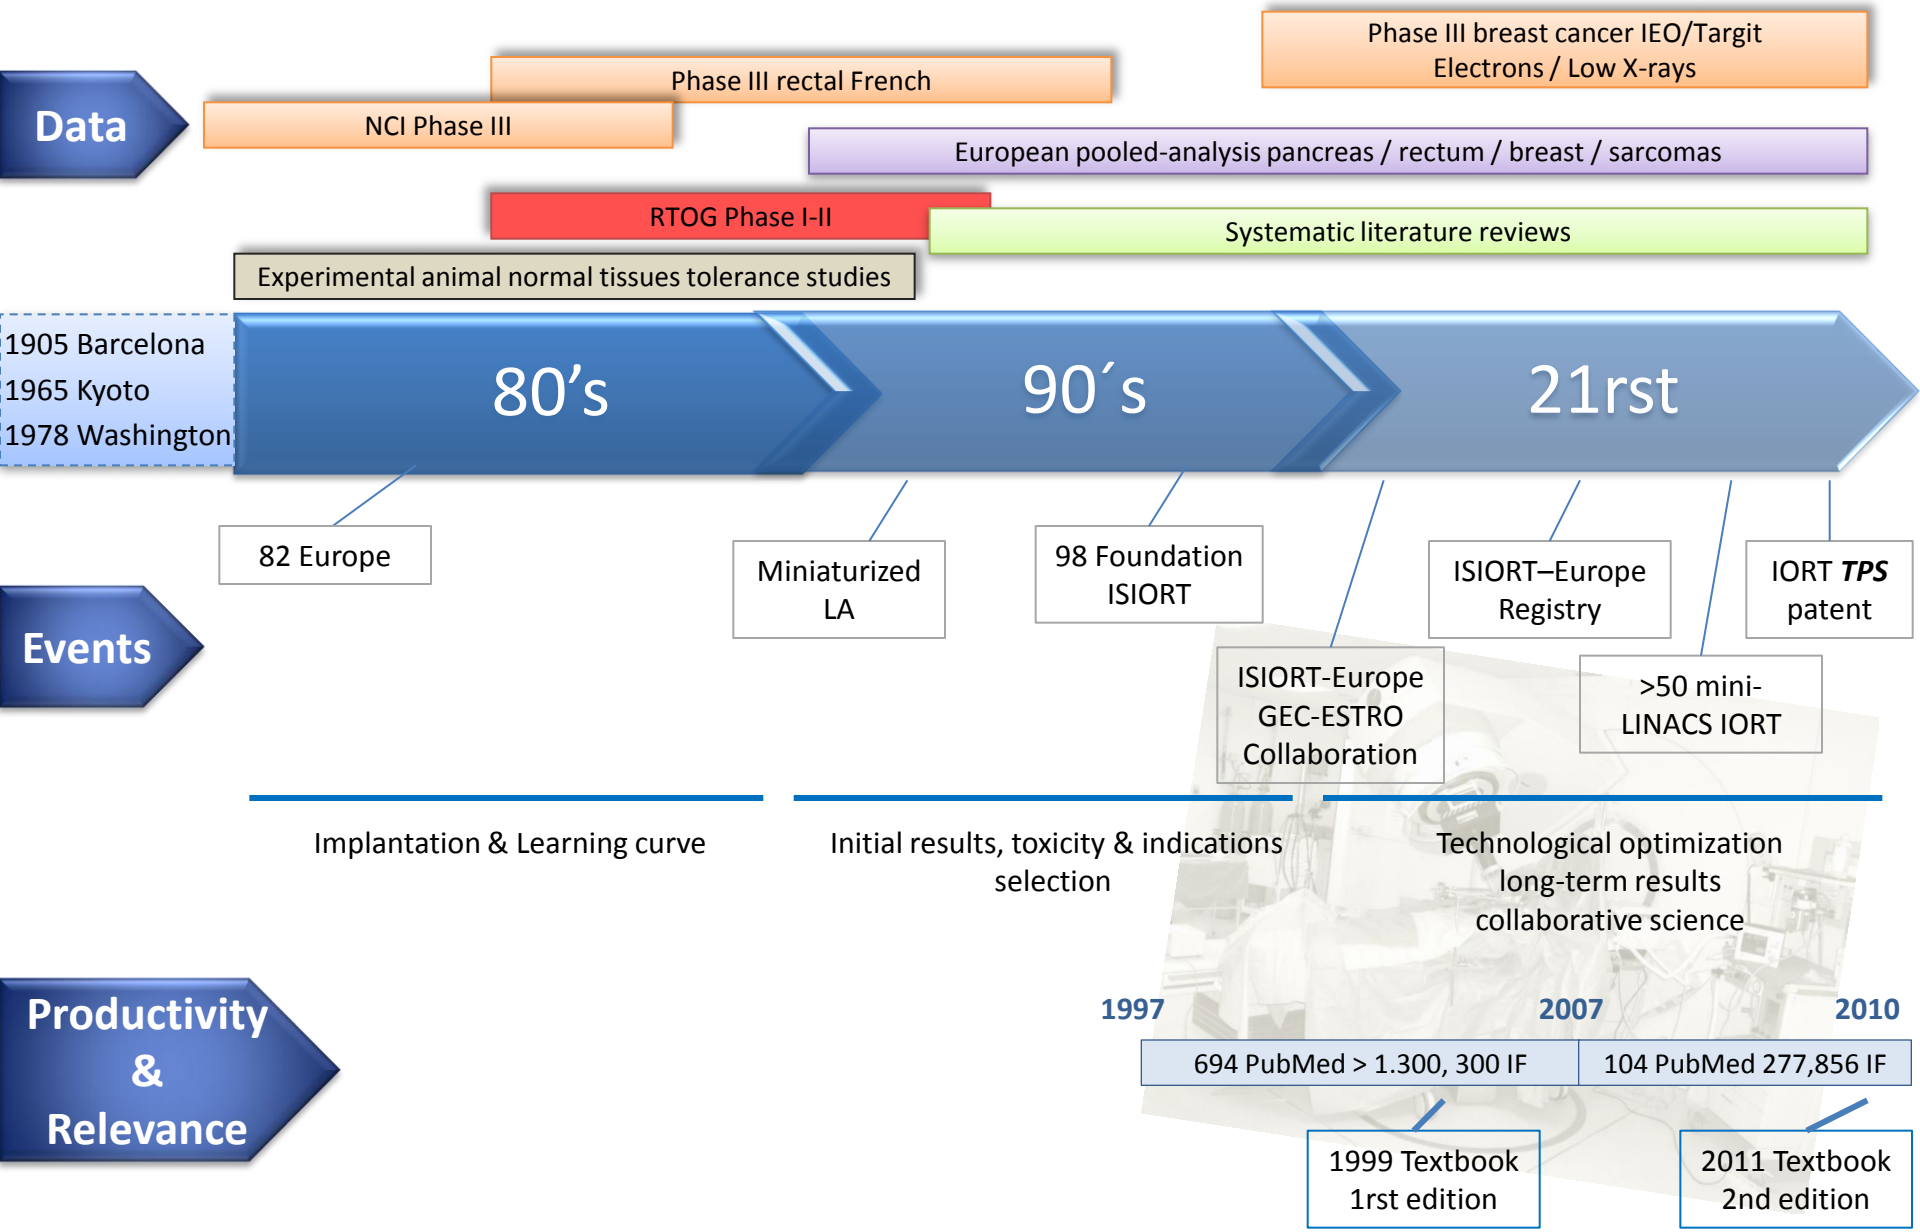 Phase III breast cancer IEO/Targit
Electrons / Low X-rays
Phase III rectal French
Data
NCI Phase III
European pooled-analysis pancreas / rectum / breast / sarcomas
RTOG Phase I-II
Systematic literature reviews
Experimental animal normal tissues tolerance studies
1905 Barcelona
1965 Kyoto
1978 Washington
80’s
90´s
21rst
82 Europe
Miniaturized
LA
98 Foundation
ISIORT
ISIORT–Europe
Registry
IORT TPS
patent
Events
ISIORT-Europe
GEC-ESTRO
Collaboration
>50 mini-
LINACS IORT
Implantation & Learning curve
Initial results, toxicity & indications
selection
Technological optimization
long-term results
collaborative science
Productivity
&
Relevance
1997
2007
2010
694 PubMed > 1.300, 300 IF
104 PubMed 277,856 IF
1999 Textbook
1rst edition
2011 Textbook
2nd edition